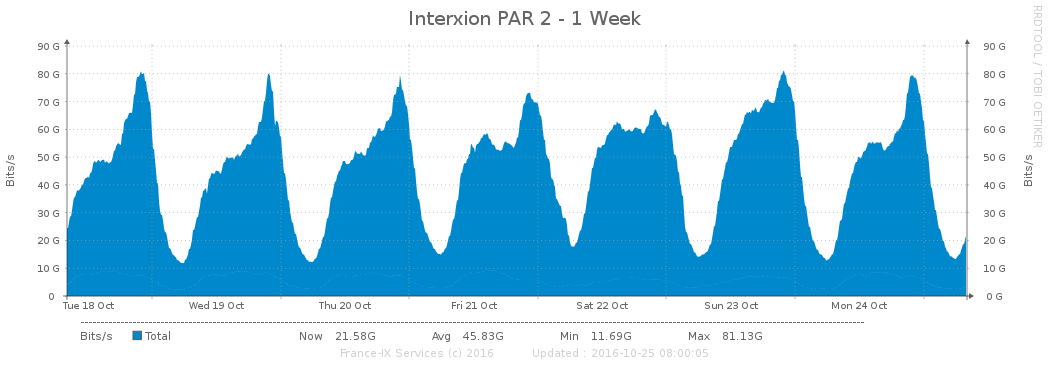 Interxion PAR 2 - 1 Week
RRDTOOL / TOBI OETIKER
Bits/s
90 G 90 G
80 G 80 G
70 G 70 G
60 G 60 G
50 G 50 G
40 G 40 G
30 G 30 G
20 G 20 G
10 G 10 G
0 0 G
Bits/s
Tue 18 Oct Wed 19 Oct Thu 20 Oct Fri 21 Oct Sat 22 Oct Sun 23 Oct Mon 24 Oct
Bits/s Total Now 21.58G Avg 45.83G Min 11.69G Max 81.13G
France-IX Services (c) 2016 Updated : 2016-10-25 08:00:05